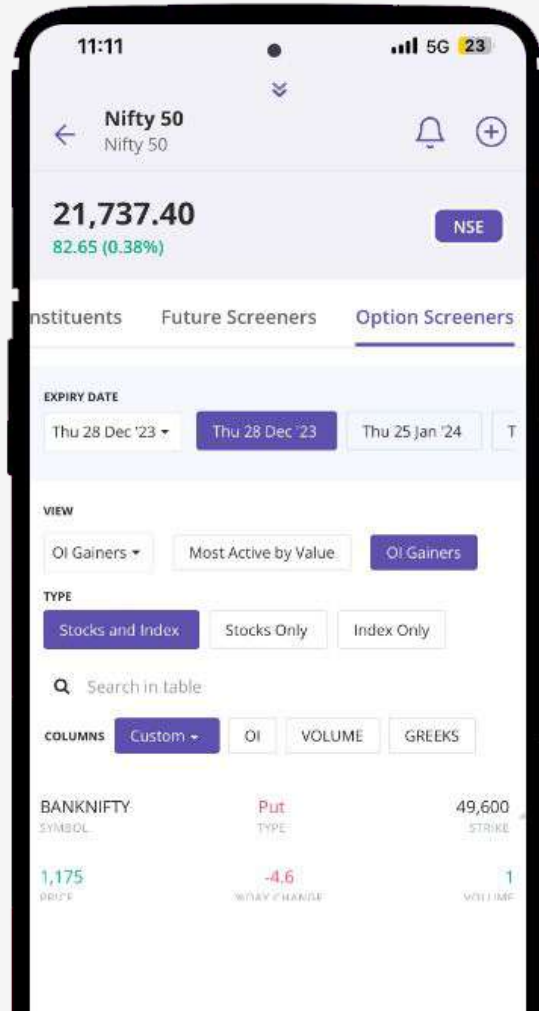 11:11 5G 23
Nifty 50
Nifty 50
21,737.40
82.65 (0.38%)
NSE
nstituents Future Screeners Option Screeners
EXPIRY DATE
Thu 28 Dec '23 Thu 28 Dec '23 Thu 25 Jan '24 T
VIEW
OI Gainers Most Active by Value OI Gainers
TYPE
Stocks and Index Stocks Only Index Only
Search in table
COLUMNS Custom OI VOLUME GREEKS
BANKNIFTY Put 49,600
SYMBOL TYPE STRIKE
1,175 -4.6 1
PRICE %DAY CHANGE VOLUME